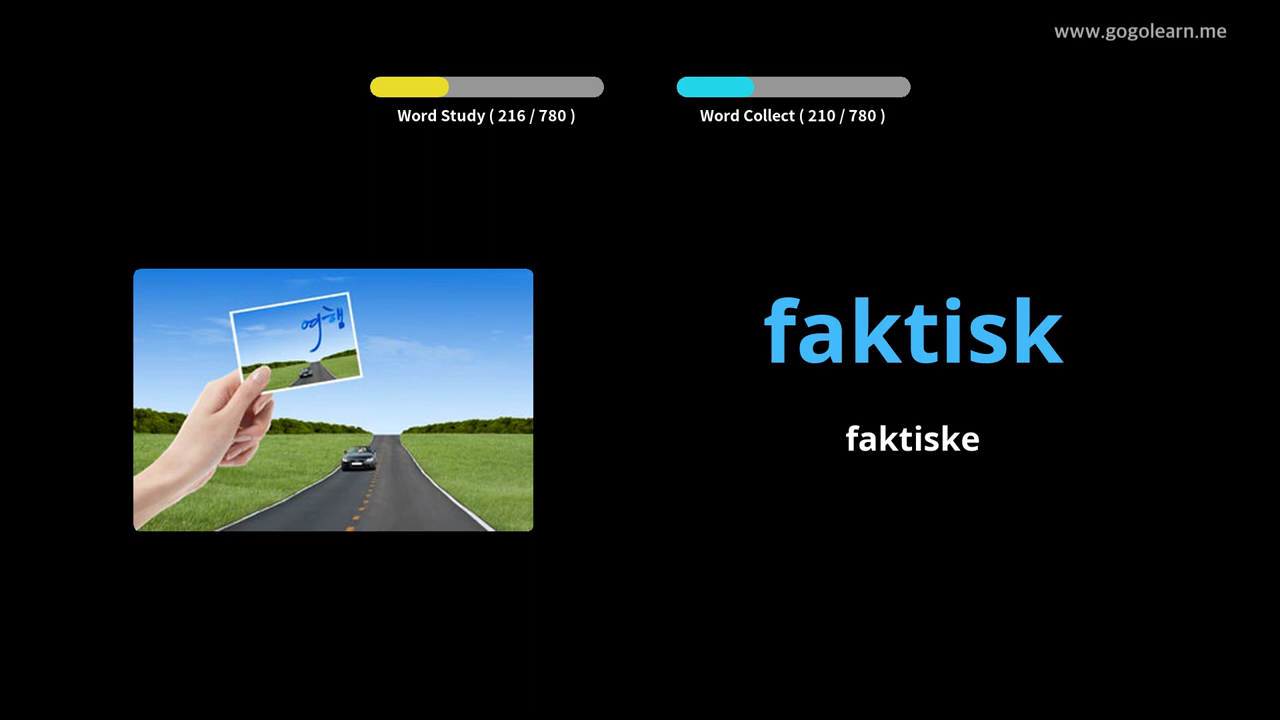 www.gogolearn.me
Word Study ( 216 / 780 )
Word Collect ( 210 / 780 )
여행
faktisk
faktiske